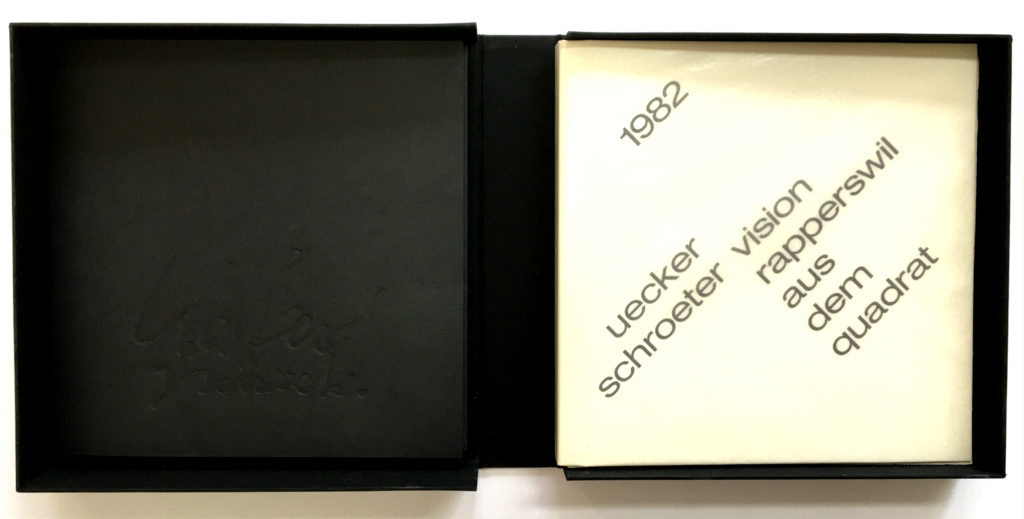 1982
uecker
schroeter
vision
rapperswil
aus
dem
quadrat